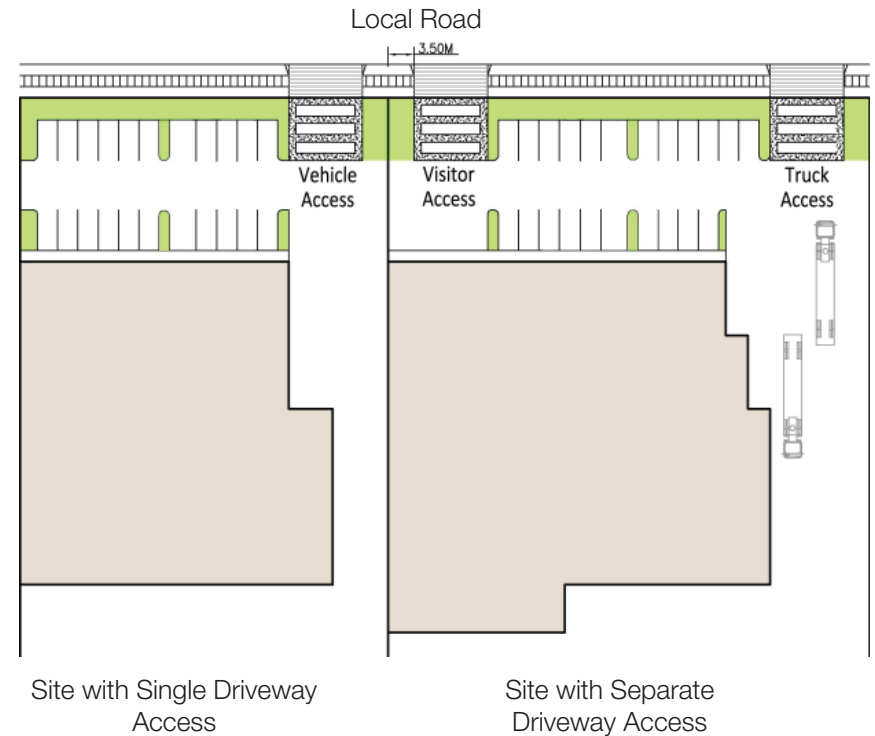 Local Road
3.50M
Vehicle
Access
Visitor
Access
Truck
Access
Site with Single Driveway
Access
Site with Separate
Driveway Access